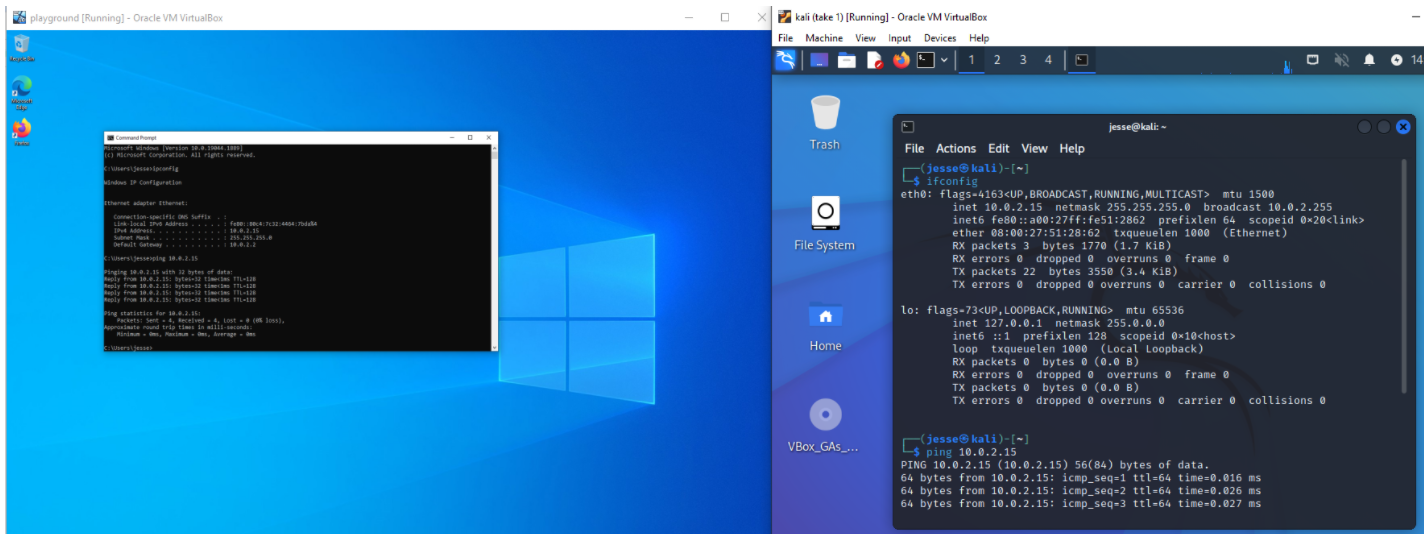 playground [Running] - Oracle VM VirtualBox
Recycle Bin
Microsoft
Edge
Firefox
Command Prompt
Microsoft Windows [Version 10.0.19044.1889]
(c) Microsoft Corporation. All rights reserved.
C:\Users\jesse>ipconfig
Windows IP Configuration
Ethernet adapter Ethernet:
Connection-specific DNS Suffix . :
Link-local IPv6 Address . . . . . :
IPv4 Address. . . . . . . . . . . : 10.0.2.15
Subnet Mask . . . . . . . . . . . : 255.255.255.0
Default Gateway . . . . . . . . . : 10.0.2.2
C:\Users\jesse>ping 10.0.2.15
Pinging 10.0.2.15 with 32 bytes of data:
Reply from 10.0.2.15: bytes=32 time<1ms TTL=128
Reply from 10.0.2.15: bytes=32 time<1ms TTL=128
Reply from 10.0.2.15: bytes=32 time<1ms TTL=128
Reply from 10.0.2.15: bytes=32 time<1ms TTL=128
Ping statistics for 10.0.2.15:
Packets: Sent = 4, Received = 4, Lost = 0 (0% loss),
Approximate round trip times in milli-seconds:
Minimum = 0ms, Maximum = 0ms, Average = 0ms
C:\Users\jesse>
kali (take 1) [Running] - Oracle VM VirtualBox
File Machine View Input Devices Help
1 2 3 4
14
Trash
File System
Home
VBox_GAs_...
jesse@kali: ~
File Actions Edit View Help
(jesse㉿kali)-[~]
$ ifconfig
eth0: flags=4163<UP,BROADCAST,RUNNING,MULTICAST> mtu 1500
inet 10.0.2.15 netmask 255.255.255.0 broadcast 10.0.2.255
inet6 fe80::a00:27ff:fe51:2862 prefixlen 64 scopeid 0×20<link>
ether 08:00:27:51:28:62 txqueuelen 1000 (Ethernet)
RX packets 3 bytes 1770 (1.7 KiB)
RX errors 0 dropped 0 overruns 0 frame 0
TX packets 22 bytes 3550 (3.4 KiB)
TX errors 0 dropped 0 overruns 0 carrier 0 collisions 0
lo: flags=73<UP,LOOPBACK,RUNNING> mtu 65536
inet 127.0.0.1 netmask 255.0.0.0
inet6 ::1 prefixlen 128 scopeid 0×10<host>
loop txqueuelen 1000 (Local Loopback)
RX packets 0 bytes 0 (0.0 B)
RX errors 0 dropped 0 overruns 0 frame 0
TX packets 0 bytes 0 (0.0 B)
TX errors 0 dropped 0 overruns 0 carrier 0 collisions 0
(jesse㉿kali)-[~]
$ ping 10.0.2.15
PING 10.0.2.15 (10.0.2.15) 56(84) bytes of data.
64 bytes from 10.0.2.15: icmp_seq=1 ttl=64 time=0.016 ms
64 bytes from 10.0.2.15: icmp_seq=2 ttl=64 time=0.026 ms
64 bytes from 10.0.2.15: icmp_seq=3 ttl=64 time=0.027 ms